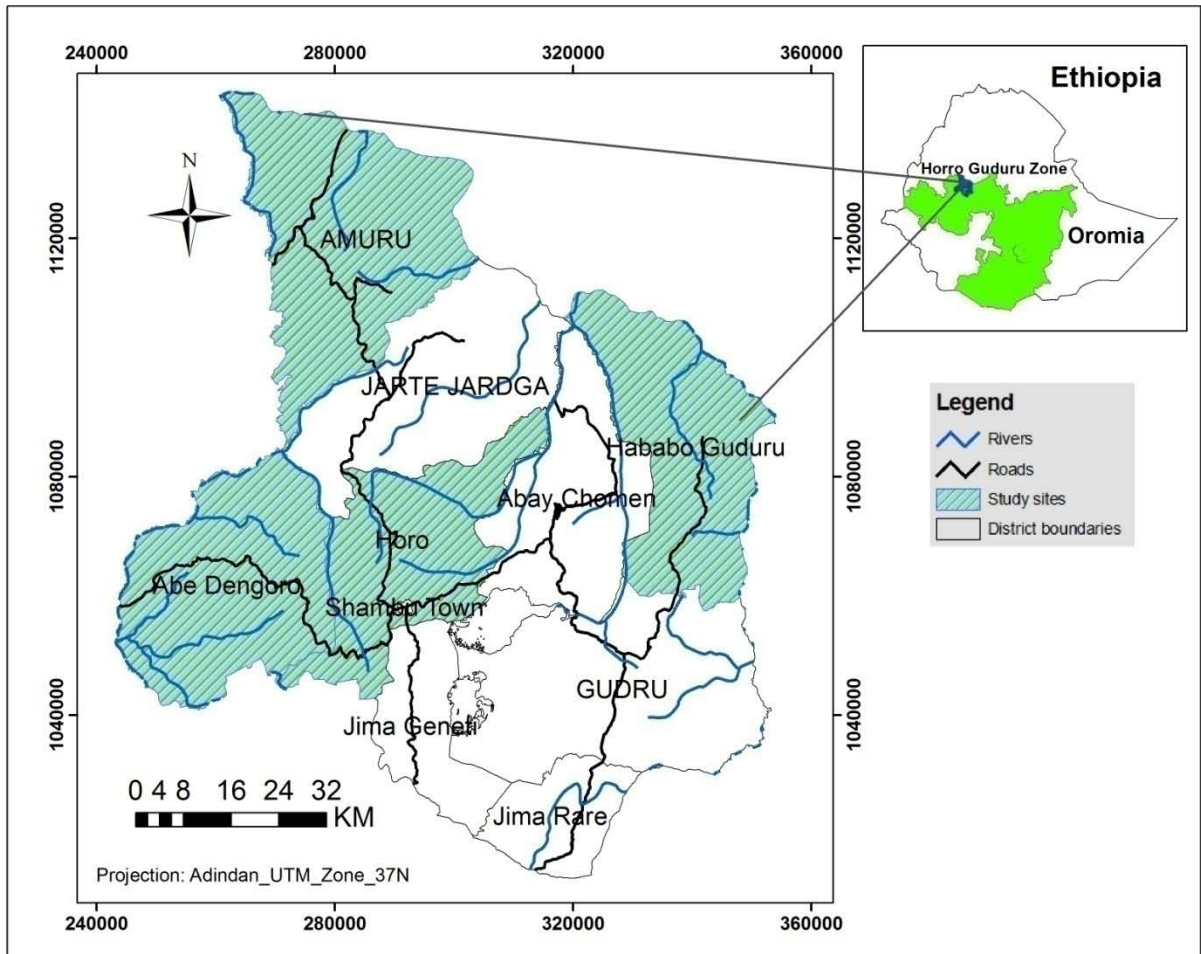 240000 280000 320000 360000
Ethiopia
Horro Guduru Zone
Oromia
N
1120000
1120000
AMURU
JARTE JARDGA
Legend
Rivers
Roads
Study sites
District boundaries
Hababo Guduru
1080000
1080000
Abay Chomen
Horo
Abe Dengoro
Shambu Town
GUDRU
1040000
1040000
Jima Geneti
0 4 8 16 24 32
KM
Jima Rare
Projection: Adindan_UTM_Zone_37N
240000 280000 320000 360000